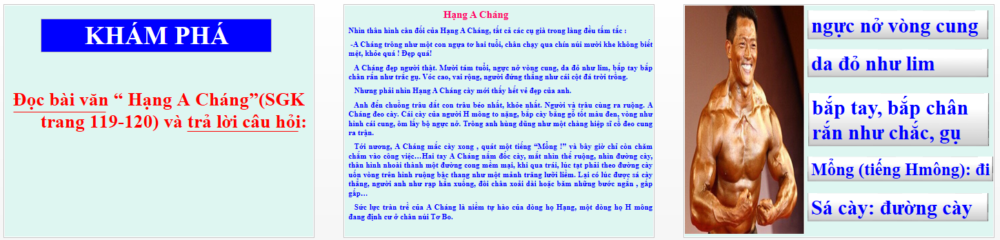 KHÁM PHÁ
Đọc bài văn “ Hạng A Cháng”(SGK
trang 119-120) và trả lời câu hỏi:
Hạng A Cháng
Nhìn thân hình cân đối của Hạng A Cháng, tất cả các cụ già trong làng đều tấm tắc :
-A Cháng trông như một con ngựa tơ hai tuổi, chân chạy qua chín núi mười khe không biết
mệt, khỏe quá ! Đẹp quá!
A Cháng đẹp người thật. Mười tám tuổi, ngực nở vòng cung, da đỏ như lim, bắp tay bắp
chân rắn như trắc gụ. Vóc cao, vai rộng, người đứng thẳng như cái cột đá trời trồng.
Nhưng phải nhìn Hạng A Cháng cày mới thấy hết vẻ đẹp của anh.
Anh đến chuồng trâu dắt con trâu béo nhất, khỏe nhất. Người và trâu cùng ra ruộng. A
Cháng đeo cày. Cái cày của người H mông to nặng, bắp cày bằng gỗ tốt màu đen, vòng như
hình cái cung, ôm lấy bộ ngực nở. Trông anh hùng dũng như một chàng hiệp sĩ cổ đeo cung
ra trận.
Tới nương, A Cháng mắc cày xong , quát một tiếng “Mổng !” và bây giờ chỉ còn chăm
chắm vào công việc…Hai tay A Cháng nắm đốc cày, mắt nhìn thế ruộng, nhìn đường cày,
thân hình nhoài thành một đường cong mềm mại, khi qua trái, lúc tạt phải theo đường cày
uốn vòng trên hình ruộng bậc thang như một mảnh trăng lưỡi liềm. Lại có lúc được sá cày
thẳng, người anh như rạp hẳn xuống, đôi chân xoải dài hoặc băm những bước ngắn , gấp
gấp…
Sức lực tràn trề của A Cháng là niềm tự hào của dòng họ Hạng, một dòng họ H mông
đang định cư ở chân núi Tơ Bo.
ngực nở vòng cung
da đỏ như lim
bắp tay, bắp chân
rắn như chắc, gụ
Mổng (tiếng Hmông): đi
Sá cày: đường cày